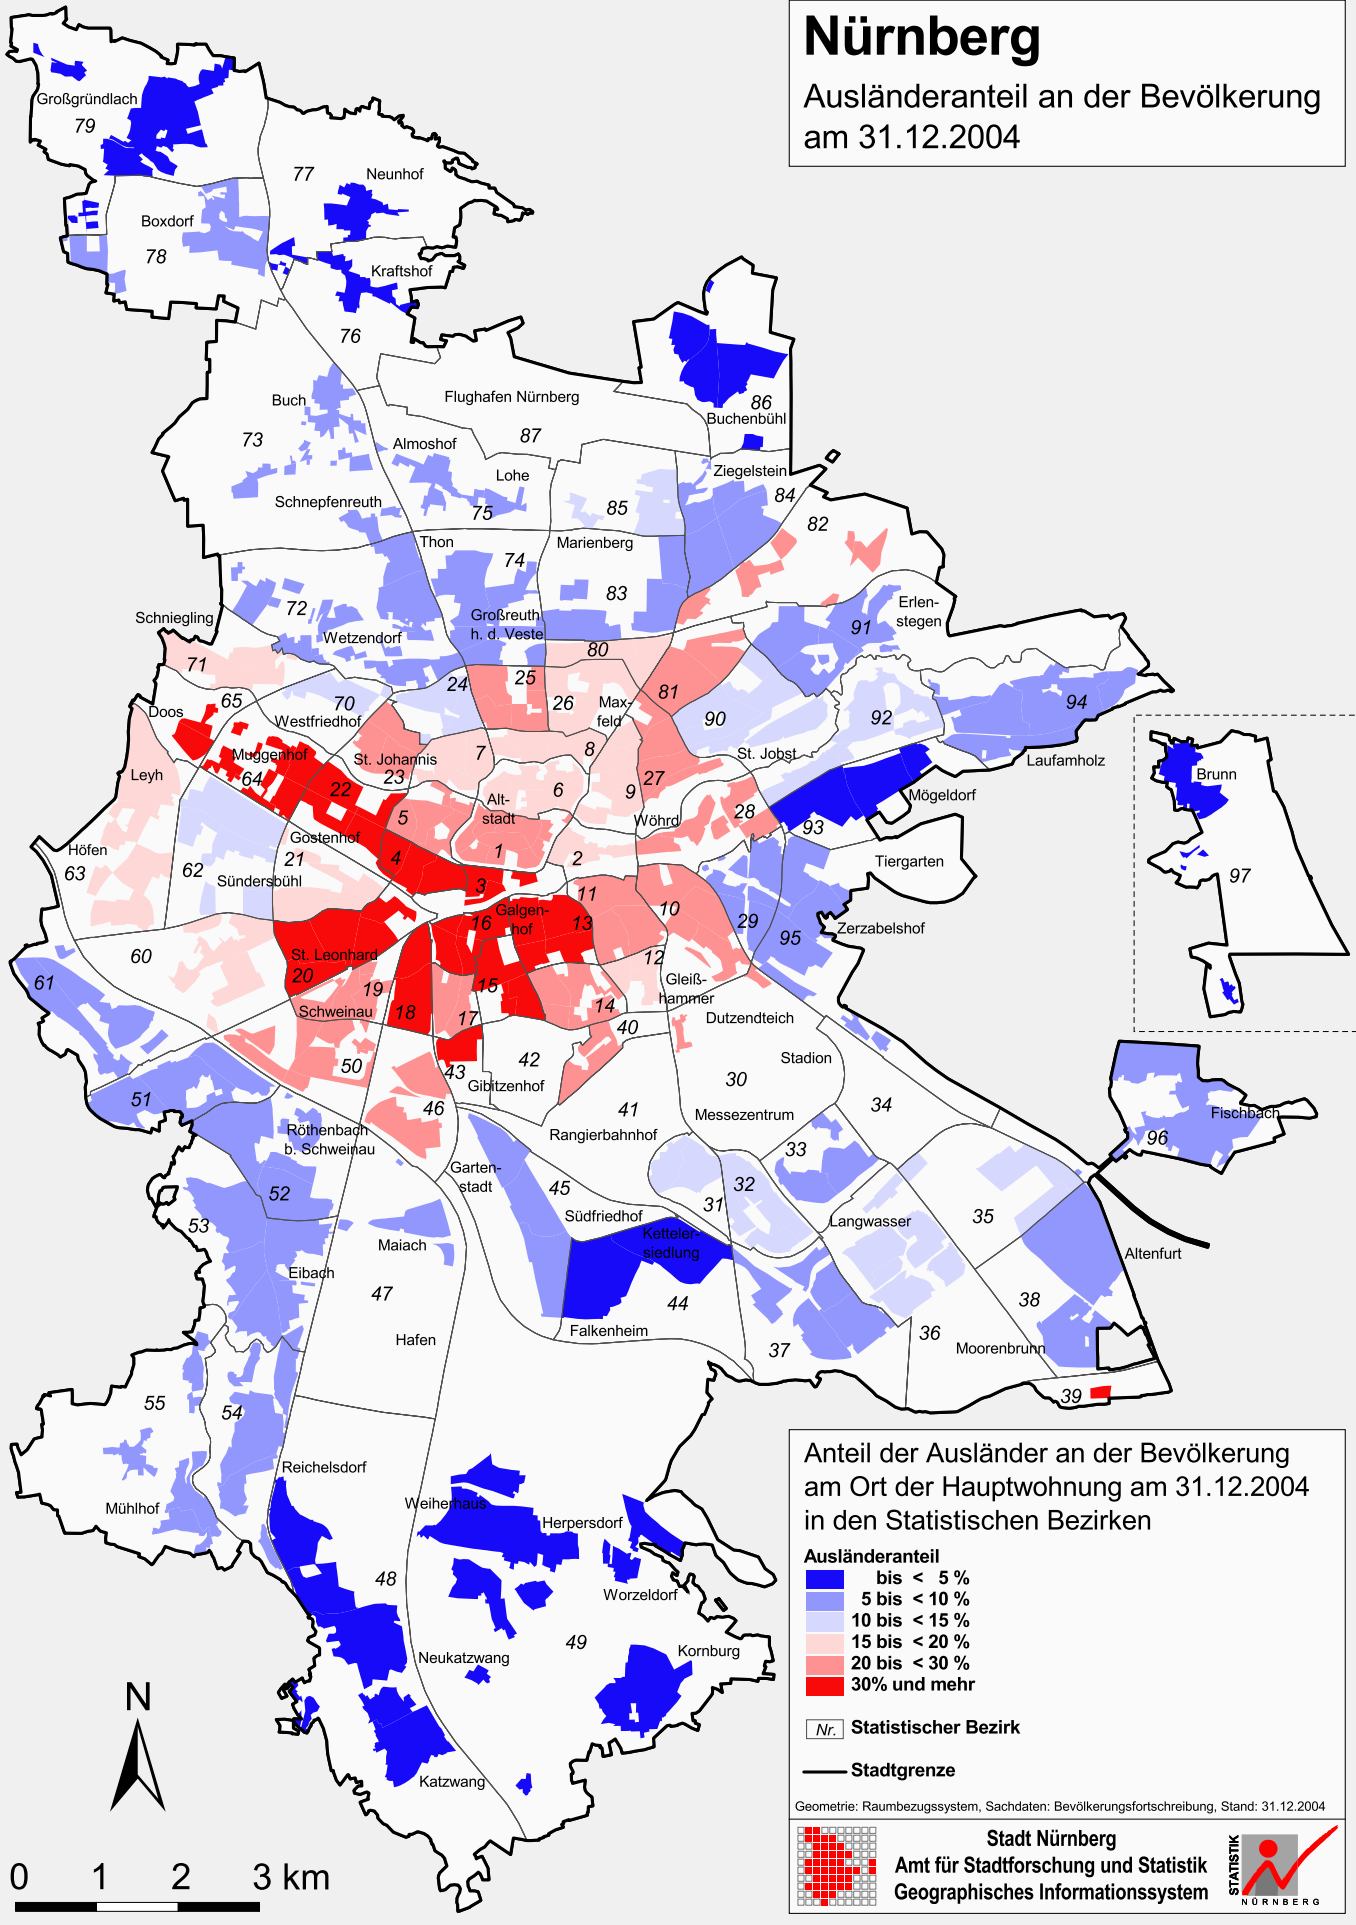 Nürnberg
Ausländeranteil an der Bevölkerung
am 31.12.2004
Großgründlach
79
77
Neunhof
Boxdorf
78
Kraftshof
76
Buch
73
Flughafen Nürnberg
87
86
Buchenbühl
Almoshof
Lohe
Schnepfenreuth
75
85
Ziegelstein
84
82
Thon
74
Marienberg
83
72
Wetzendorf
Großreuth
h. d. Veste
Erlen-
stegen
91
Schniegling
71
80
65
Doos
70
Westfriedhof
24
25
26
Max-
feld
81
90
92
94
Laufamholz
Leyh
Muggenhof
64
22
St. Johannis
23
7
8
St. Jobst
27
Mögeldorf
Brunn
97
6
9
Alt-
stadt
5
Wöhrd
28
93
Höfen
63
62
Gostenhof
21
Sündersbühl
4
1
2
Tiergarten
3
11
16
Galgen-
hof
13
10
29
95
Zerzabelshof
60
61
St. Leonhard
20
19
Schweinau
18
17
15
12
Gleiß-
hammer
14
40
Dutzendteich
Stadion
50
43
42
Gibitzenhof
30
51
46
41
Rangierbahnhof
Messezentrum
34
Fischbach
96
Röthenbach
b. Schweinau
52
Garten-
stadt
45
Südfriedhof
33
32
31
Langwasser
35
53
Maiach
Ketteler-
siedlung
Altenfurt
Eibach
47
44
38
Hafen
Falkenheim
37
36
Moorenbrunn
39
55
54
Reichelsdorf
Mühlhof
Weiherhaus
Herpersdorf
48
Worzeldorf
49
Neukatzwang
Kornburg
Katzwang
Anteil der Ausländer an der Bevölkerung
am Ort der Hauptwohnung am 31.12.2004
in den Statistischen Bezirken
Ausländeranteil
bis < 5 %
5 bis < 10 %
10 bis < 15 %
15 bis < 20 %
20 bis < 30 %
30% und mehr
Nr. Statistischer Bezirk
Stadtgrenze
Geometrie: Raumbezugssystem, Sachdaten: Bevölkerungsfortschreibung, Stand: 31.12.2004
Stadt Nürnberg
Amt für Stadtforschung und Statistik
Geographisches Informationssystem
STATISTIK
NÜRNBERG
N
0 1 2 3 km